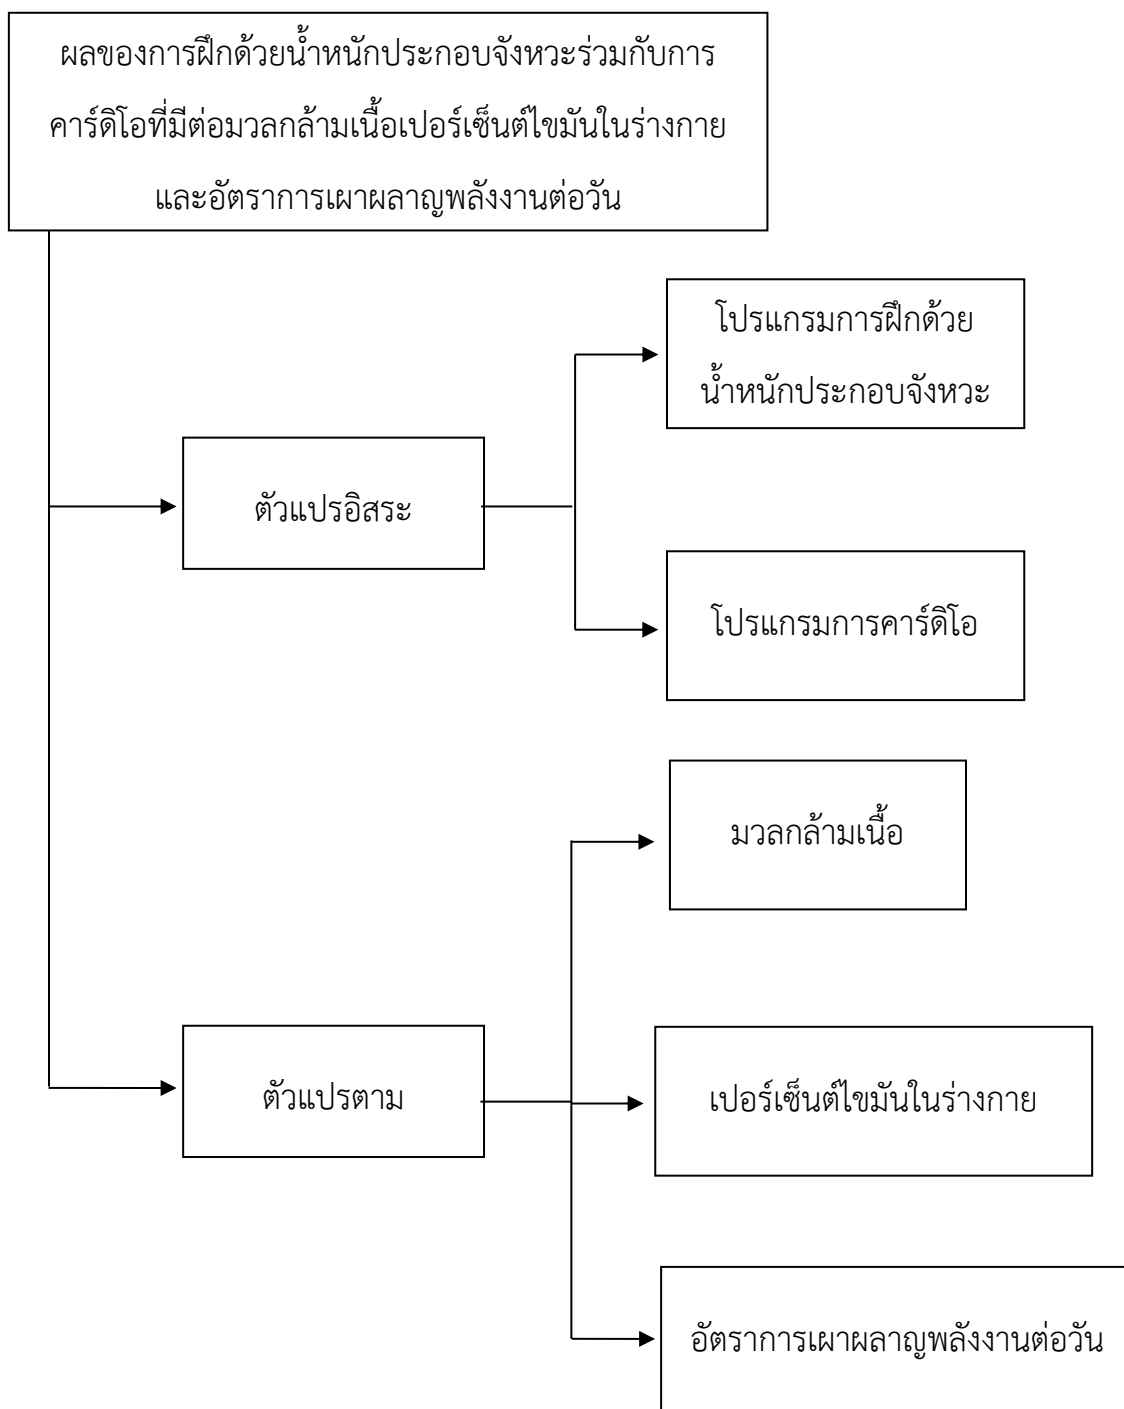 ผลของการฝึกด้วยน้ำหนักประกอบจังหวะร่วมกับการ
คาร์ดิโอที่มีต่อมวลกล้ามเนื้อเปอร์เซ็นต์ไขมันในร่างกาย
และอัตราการเผาผลาญพลังงานต่อวัน
โปรแกรมการฝึกด้วย
น้ำหนักประกอบจังหวะ
ตัวแปรอิสระ
โปรแกรมการคาร์ดิโอ
มวลกล้ามเนื้อ
ตัวแปรตาม
เปอร์เซ็นต์ไขมันในร่างกาย
อัตราการเผาผลาญพลังงานต่อวัน